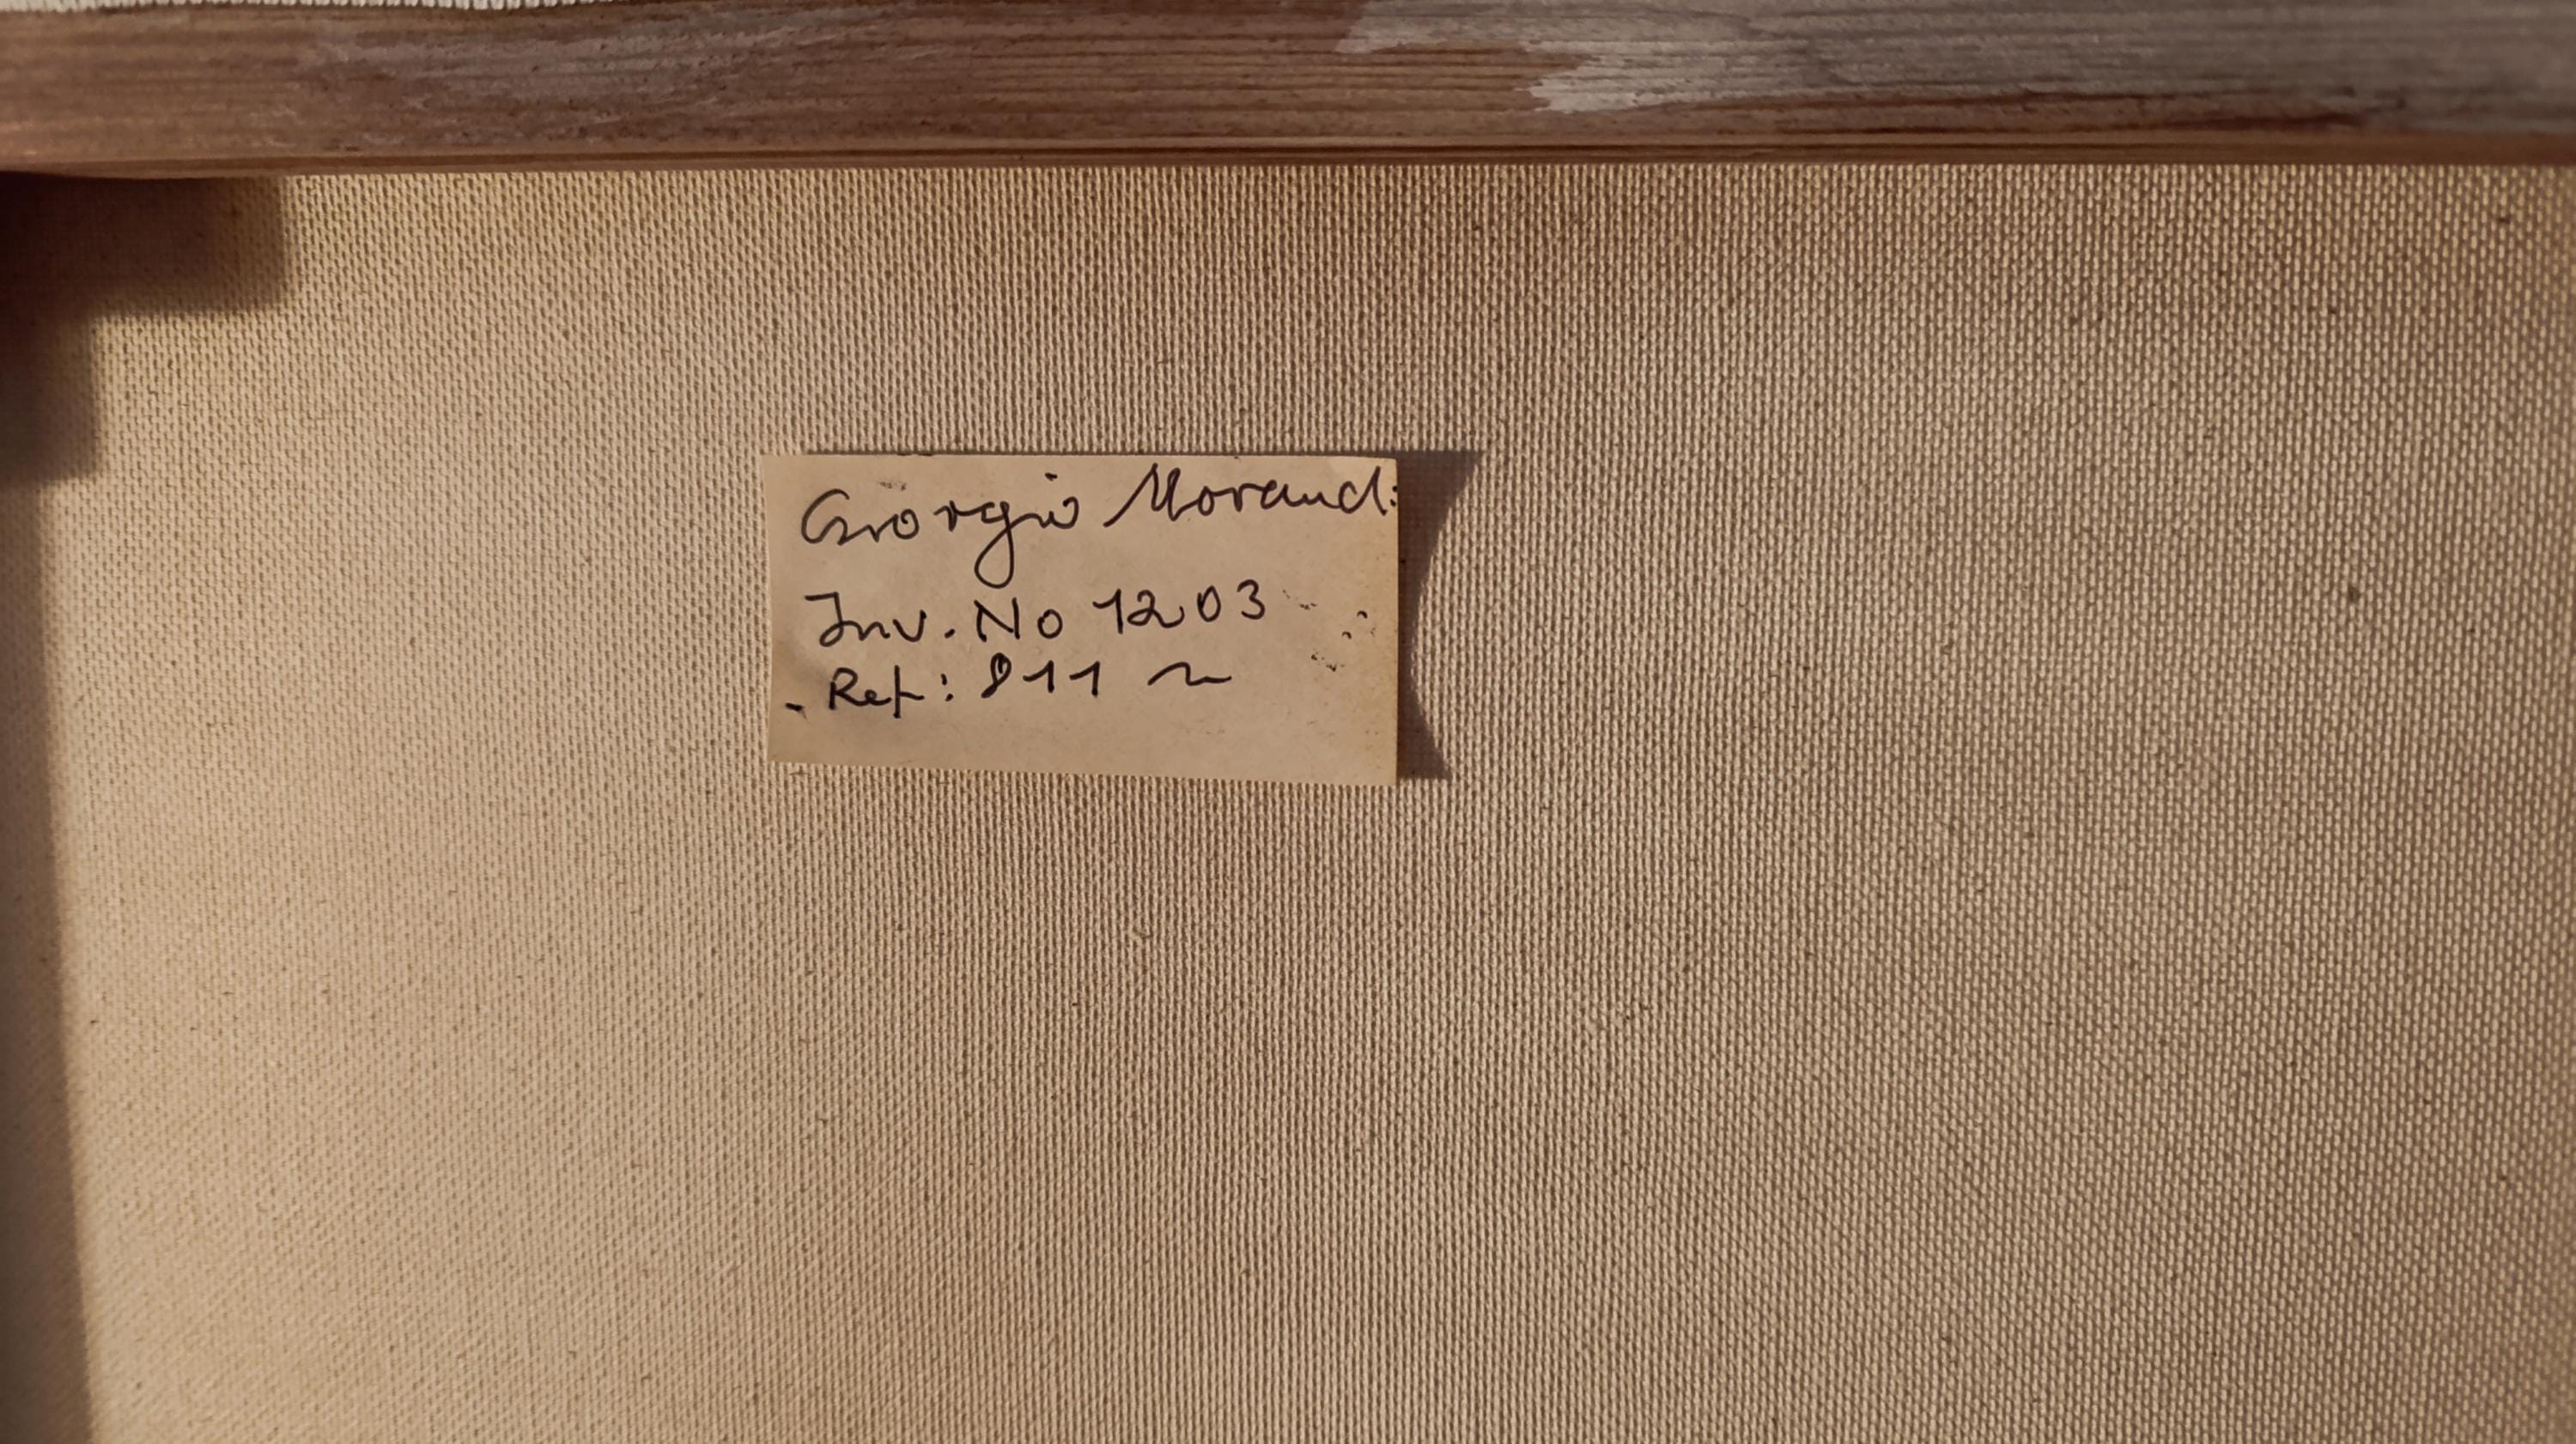 Giorgio Morandi
Inv. No 1203
Ref: 811